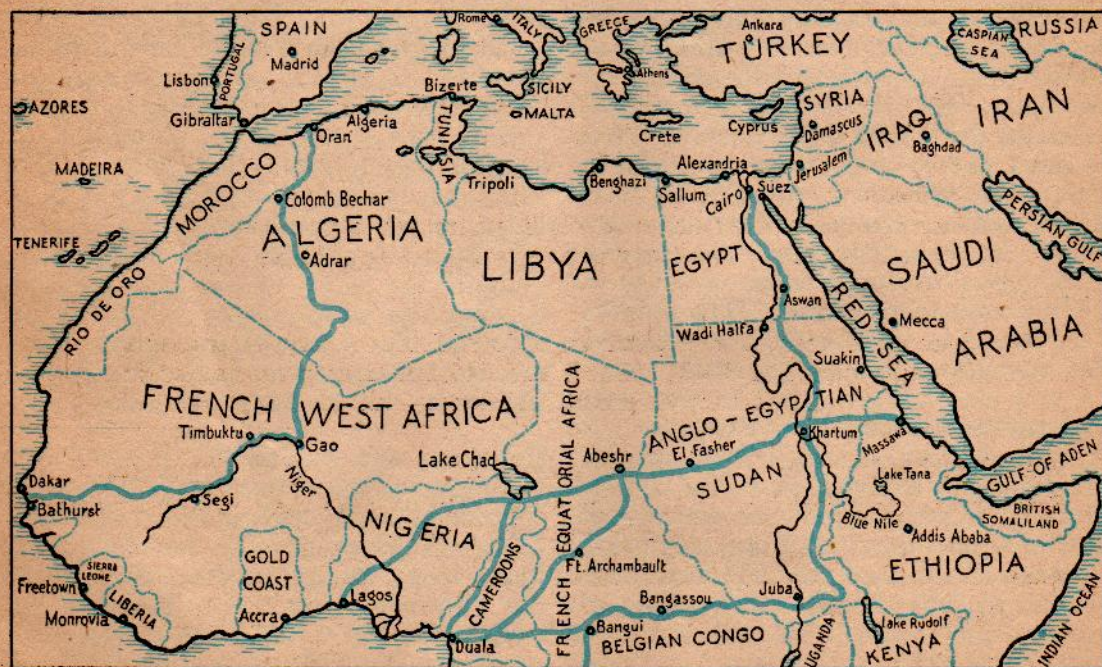 SPAIN
Madrid
PORTUGAL
Lisbon
Gibraltar
AZORES
MADEIRA
TENERIFE
Rome
ITALY
SICILY
MALTA
GREECE
Athens
Crete
Cyprus
Ankara
TURKEY
CASPIAN
SEA
RUSSIA
SYRIA
Damascus
IRAQ
Baghdad
IRAN
Jerusalem
PERSIAN GULF
SAUDI
ARABIA
Mecca
RED SEA
GULF OF ADEN
Bizerte
Algeria
Oran
TUNISIA
MOROCCO
Colomb Bechar
ALGERIA
Adrar
RIO DE ORO
Tripoli
Benghazi
Sallum
Alexandria
Cairo
Suez
LIBYA
EGYPT
Aswan
Wadi Halfa
Suakin
FRENCH WEST AFRICA
Timbuktu
Gao
Niger
Dakar
Bathurst
Segi
Lake Chad
NIGERIA
FRENCH EQUATORIAL AFRICA
Abeshr
ANGLO-EGYPTIAN
El Fasher
SUDAN
Khartum
Massawa
Lake Tana
Blue Nile
BRITISH
SOMALILAND
Addis Ababa
ETHIOPIA
SIERRA
LEONE
Freetown
LIBERIA
Monrovia
GOLD
COAST
Accra
Lagos
CAMEROONS
Duala
Ft. Archambault
Bangui
Bangassou
BELGIAN CONGO
Juba
UGANDA
Lake Rudolf
KENYA
INDIAN OCEAN